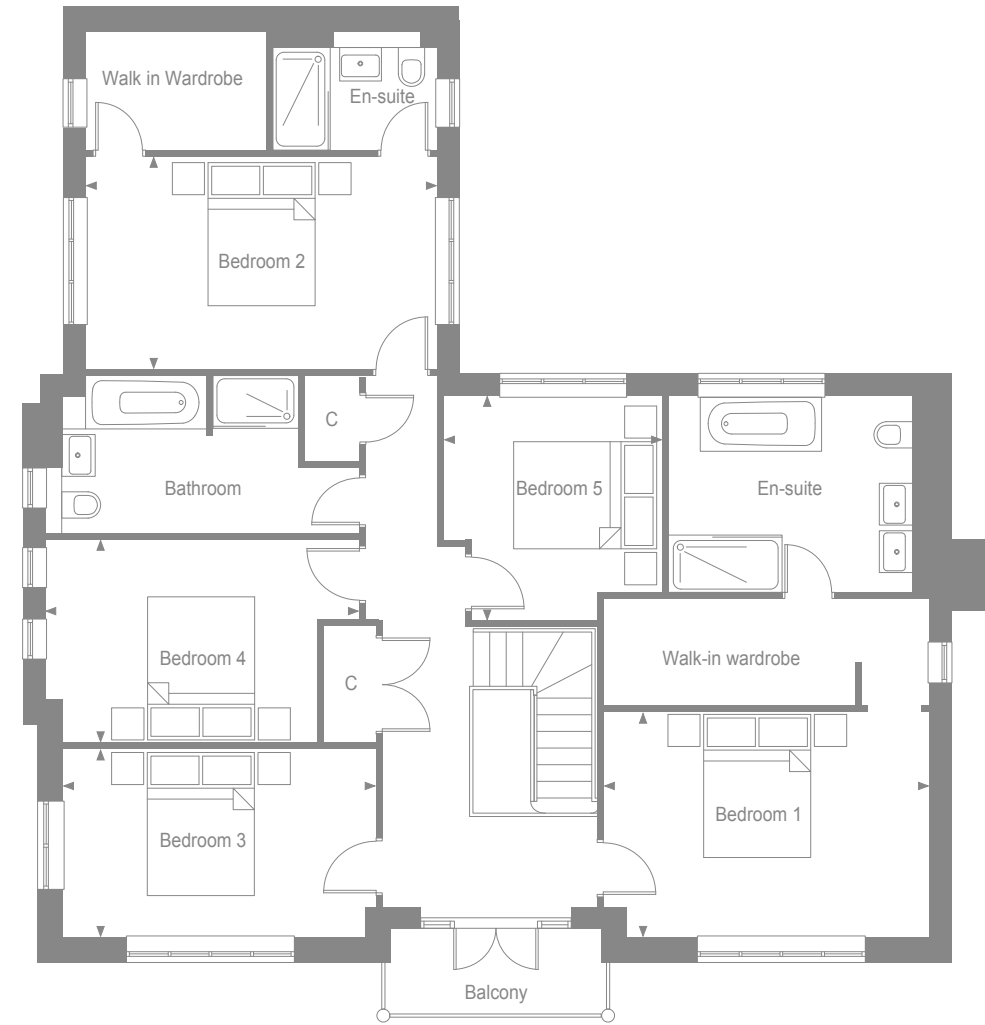 Walk in Wardrobe
En-suite
Bedroom 2
C
Bathroom
Bedroom 5
En-suite
Bedroom 4
C
Walk-in wardrobe
Bedroom 3
Bedroom 1
Balcony